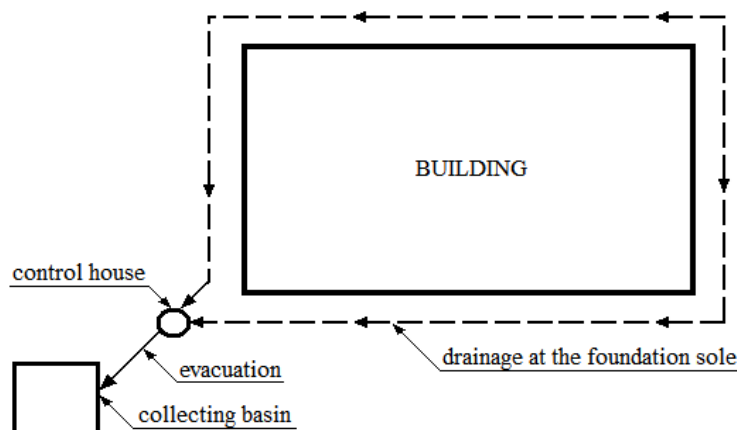 BUILDING
control house
drainage at the foundation sole
evacuation
collecting basin